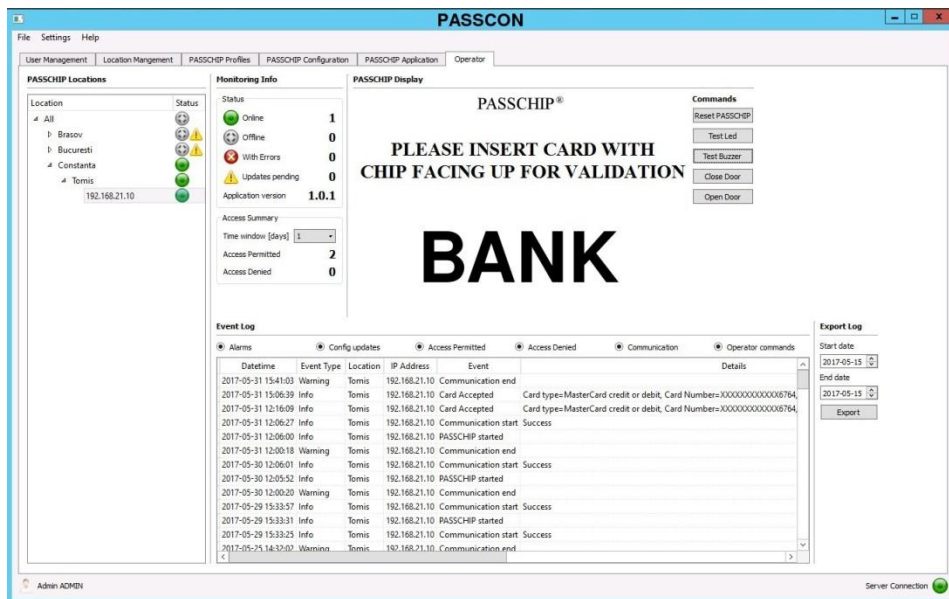 PASSCON
File Settings Help
User Management Location Mangement PASSCHIP Profiles PASSCHIP Configuration PASSCHIP Application Operator
PASSCHIP Locations
Location Status
All
Brasov
Bucuresti
Constanta
Tomis
192.168.21.10
Monitoring Info
Status
Online 1
Offline 0
With Errors 0
Updates pending 0
Application version 1.0.1
Access Summary
Time window [days] 1
Access Permitted 2
Access Denied 0
PASSCHIP Display
PASSCHIP®
PLEASE INSERT CARD WITH
CHIP FACING UP FOR VALIDATION
BANK
Commands
Reset PASSCHIP
Test Led
Test Buzzer
Close Door
Open Door
Event Log
Alarms Config updates Access Permitted Access Denied Communication Operator commands
Datetime Event Type Location IP Address Event Details
2017-05-31 15:41:03 Warning Tomis 192.168.21.10 Communication end
2017-05-31 15:06:39 Info Tomis 192.168.21.10 Card Accepted Card type=MasterCard credit or debit, Card Number=XXXXXXXXXXXX6764,
2017-05-31 12:16:09 Info Tomis 192.168.21.10 Card Accepted Card type=MasterCard credit or debit, Card Number=XXXXXXXXXXXX6764,
2017-05-31 12:06:27 Info Tomis 192.168.21.10 Communication start Success
2017-05-31 12:06:00 Info Tomis 192.168.21.10 PASSCHIP started
2017-05-31 12:00:18 Warning Tomis 192.168.21.10 Communication end
2017-05-30 12:06:01 Info Tomis 192.168.21.10 Communication start Success
2017-05-30 12:05:52 Info Tomis 192.168.21.10 PASSCHIP started
2017-05-30 12:00:20 Warning Tomis 192.168.21.10 Communication end
2017-05-29 15:33:57 Info Tomis 192.168.21.10 Communication start Success
2017-05-29 15:33:31 Info Tomis 192.168.21.10 PASSCHIP started
2017-05-29 15:33:25 Info Tomis 192.168.21.10 Communication start Success
2017-05-25 14:32:02 Warning Tomis 192.168.21.10 Communication end
Export Log
Start date
2017-05-15
End date
2017-05-15
Export
Admin ADMIN
Server Connection